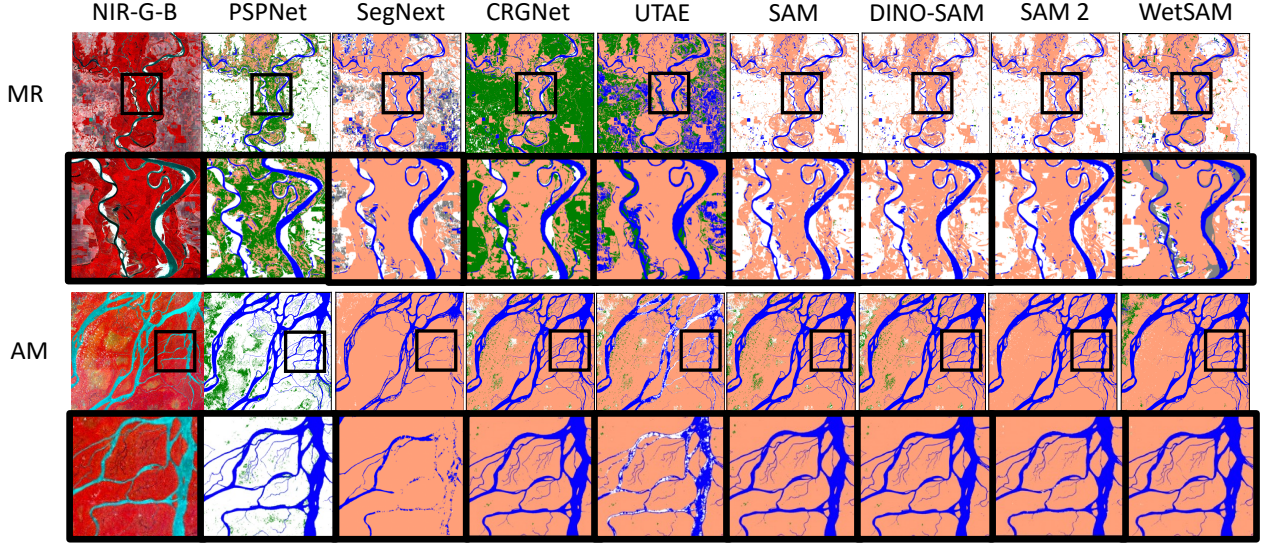 NIR-G-B PSPNet SegNext CRGNet UTAE SAM DINO-SAM SAM 2 WetSAM
MR
AM